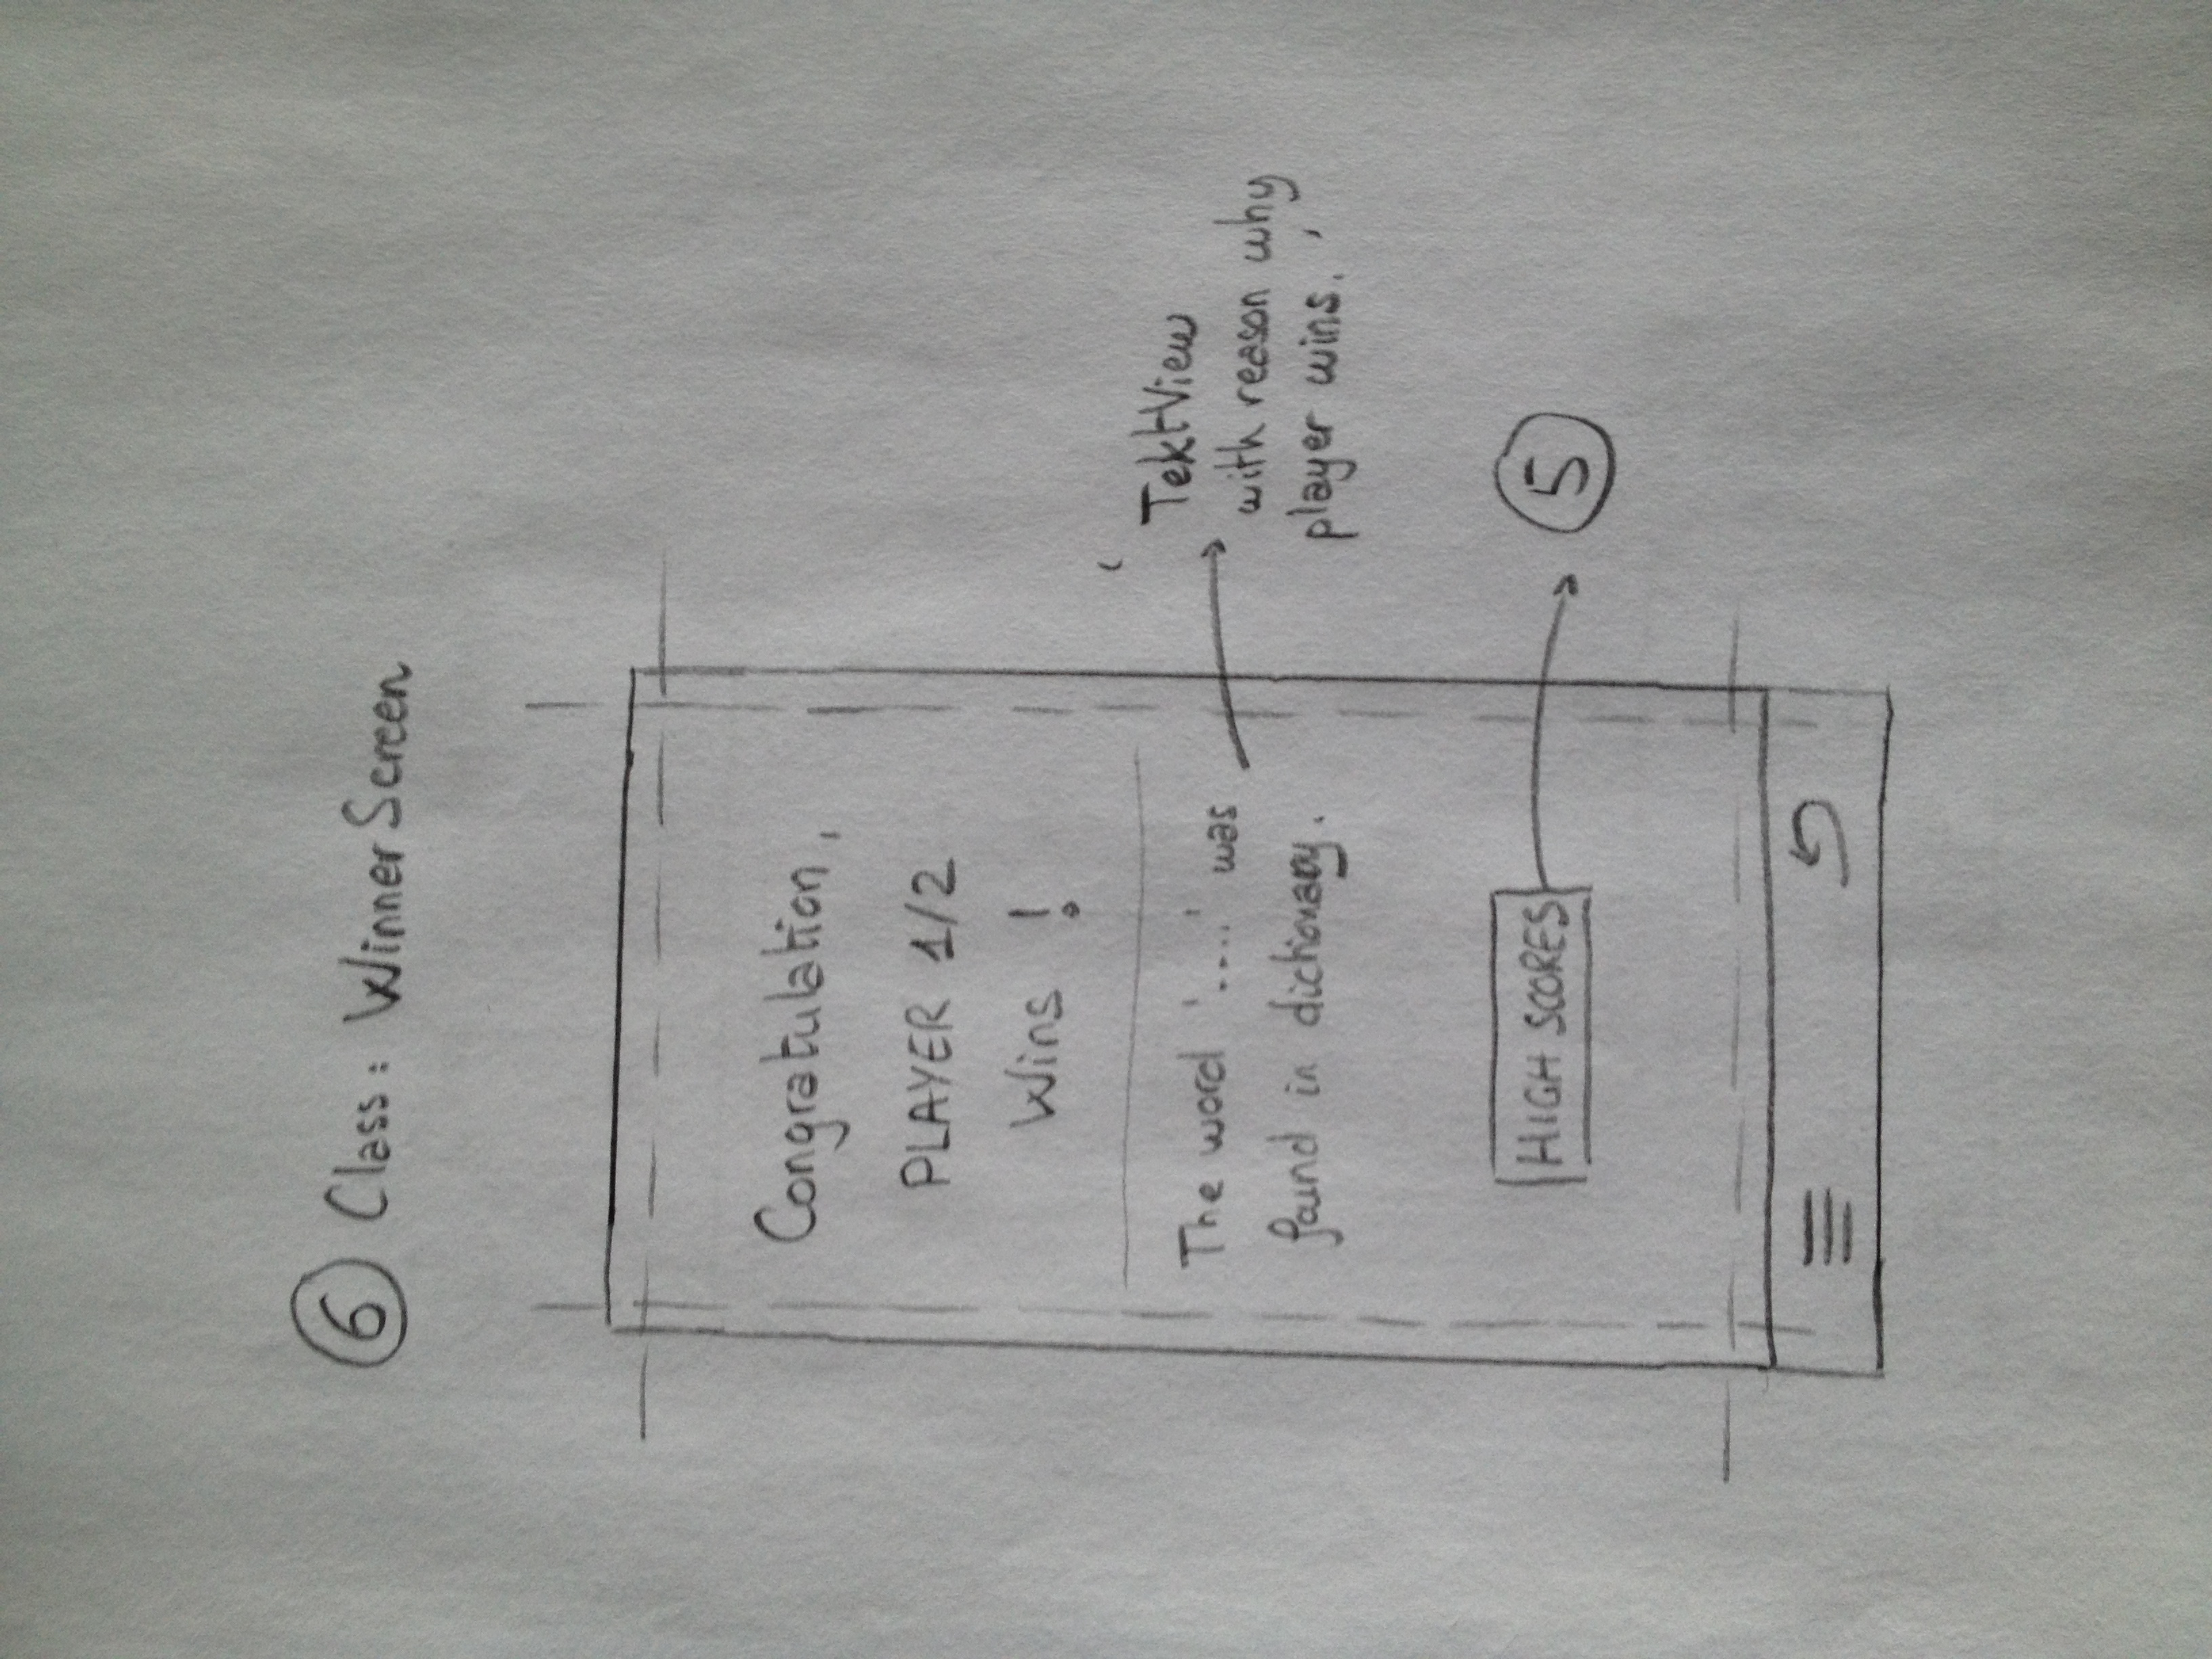 6 Class: WinnerScreen
Congratulation,
PLAYER 1/2
Wins !
The word '....' was
found in dictionary.
TektView
with reason why
player wins.
HIGH SCORES
5